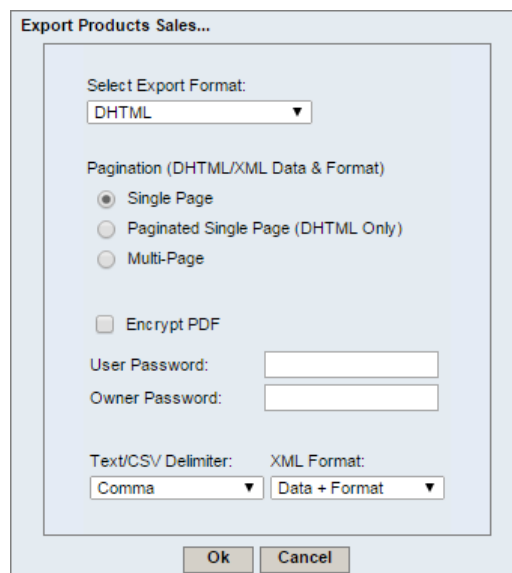 Export Products Sales...
Select Export Format:
DHTML
Pagination (DHTML/XML Data & Format)
Single Page
Paginated Single Page (DHTML Only)
Multi-Page
Encrypt PDF
User Password:
Owner Password:
Text/CSV Delimiter: XML Format:
Comma Data + Format
Ok Cancel